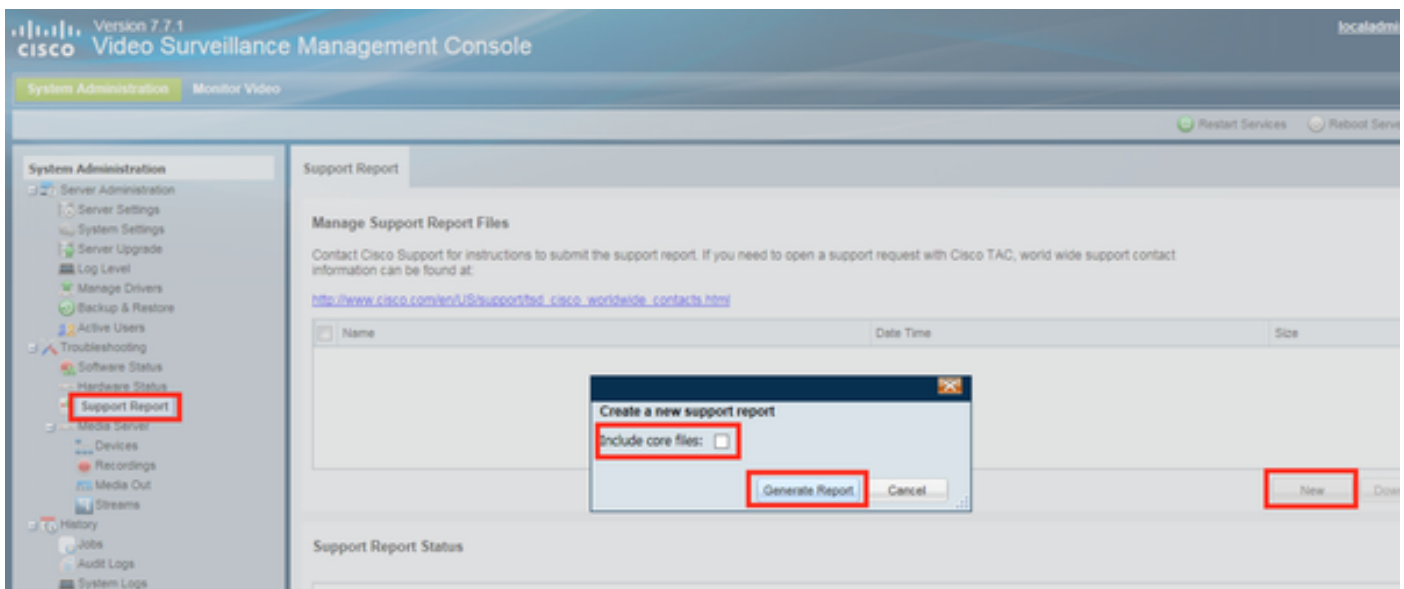 Version 7.7.1
CISCO Video Surveillance Management Console
System Administration Monitor Video
Restart Services
System Administration
Server Administration
Server Settings
System Settings
Server Upgrade
Log Level
Manage Drivers
Backup & Restore
Active Users
Troubleshooting
Software Status
Hardware Status
Support Report
Media Server
Devices
Recordings
Media Out
Streams
History
Jobs
Audit Logs
System Logs
Support Report
Manage Support Report Files
Contact Cisco Support for instructions to submit the support report. If you need to open a support request with Cisco TAC, world wide support contact
information can be found at:
http://www.cisco.com/en/US/support/tsd_cisco_worldwide_contacts.html
Name Date Time Size
Create a new support report
Include core files:
Generate Report Cancel
New
Support Report Status